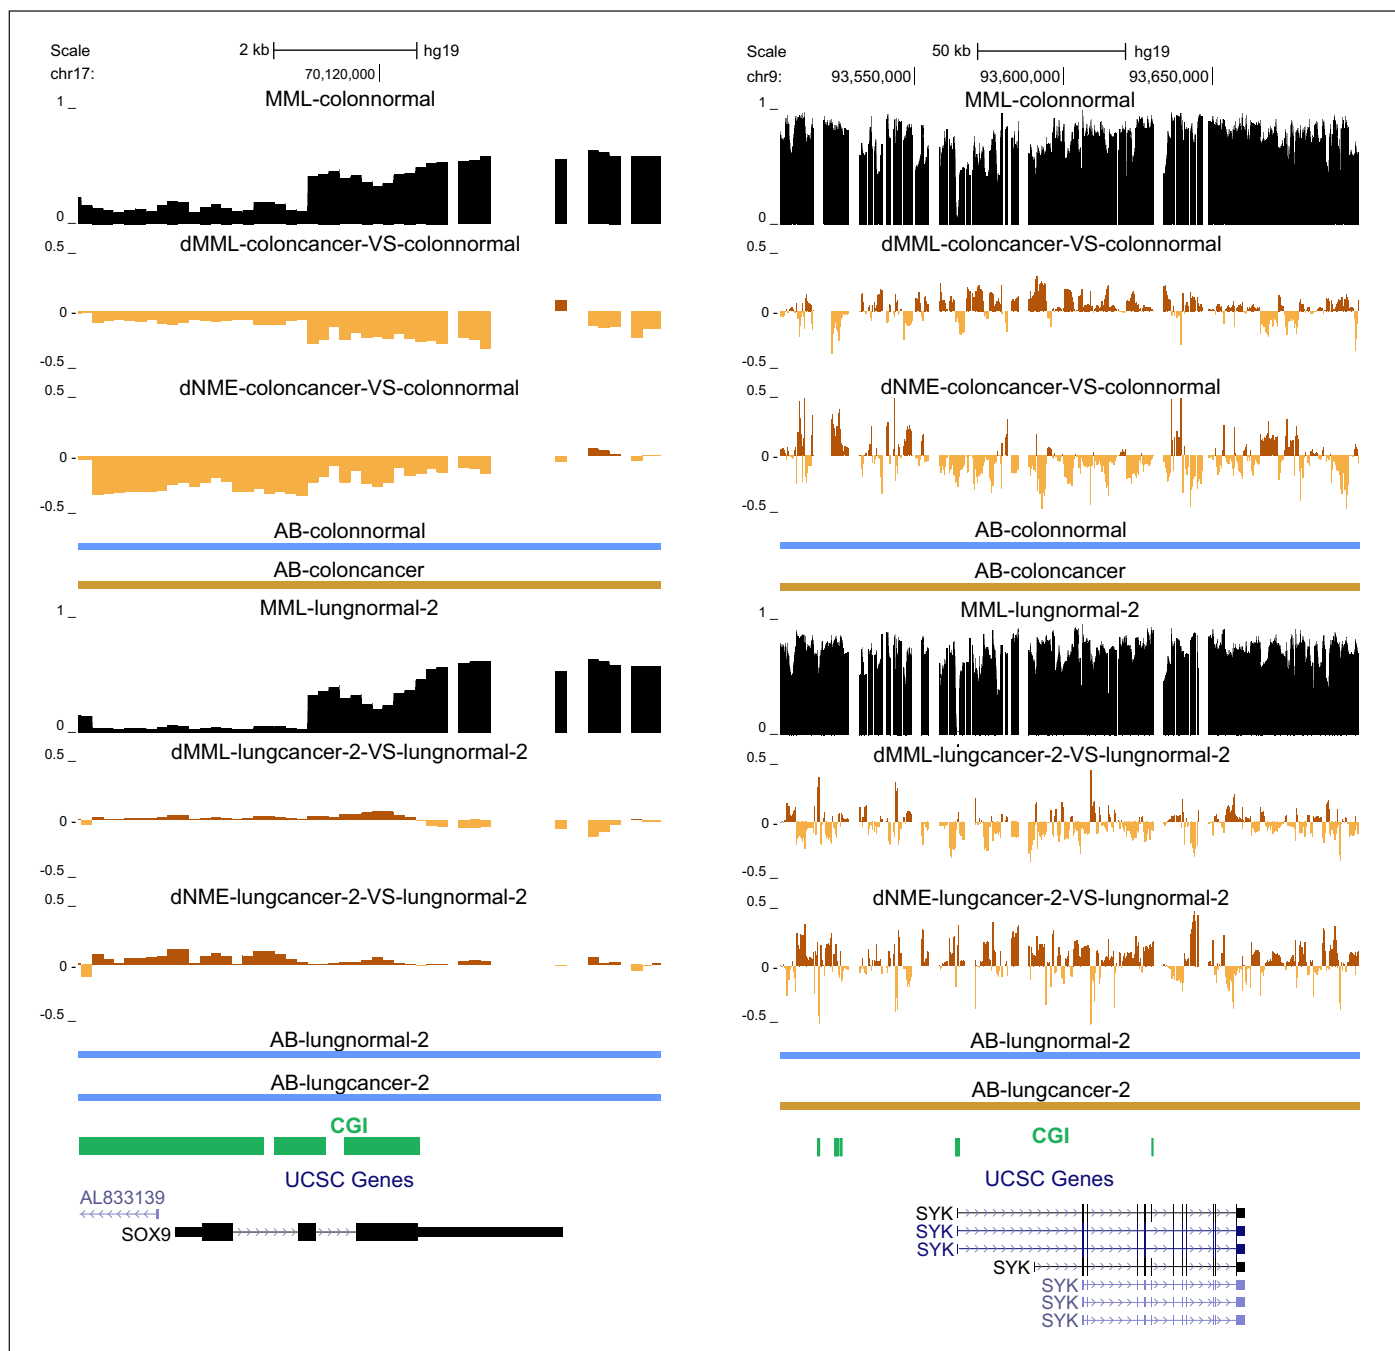 Scale 2 kb hg19
chr17: 70,120,000
MML-colonnormal
1
0
dMML-coloncancer-VS-colonnormal
0.5
0
-0.5
dNME-coloncancer-VS-colonnormal
0.5
0
-0.5
AB-colonnormal
AB-coloncancer
MML-lungnormal-2
1
0
dMML-lungcancer-2-VS-lungnormal-2
0.5
0
-0.5
dNME-lungcancer-2-VS-lungnormal-2
0.5
0
-0.5
AB-lungnormal-2
AB-lungcancer-2
CGI
UCSC Genes
AL833139
SOX9
Scale 50 kb hg19
chr9: 93,550,000 93,600,000 93,650,000
MML-colonnormal
1
0
dMML-coloncancer-VS-colonnormal
0.5
0
-0.5
dNME-coloncancer-VS-colonnormal
0.5
0
-0.5
AB-colonnormal
AB-coloncancer
MML-lungnormal-2
1
0
dMML-lungcancer-2-VS-lungnormal-2
0.5
0
-0.5
dNME-lungcancer-2-VS-lungnormal-2
0.5
0
-0.5
AB-lungnormal-2
AB-lungcancer-2
CGI
UCSC Genes
SYK
SYK
SYK
SYK
SYK
SYK
SYK